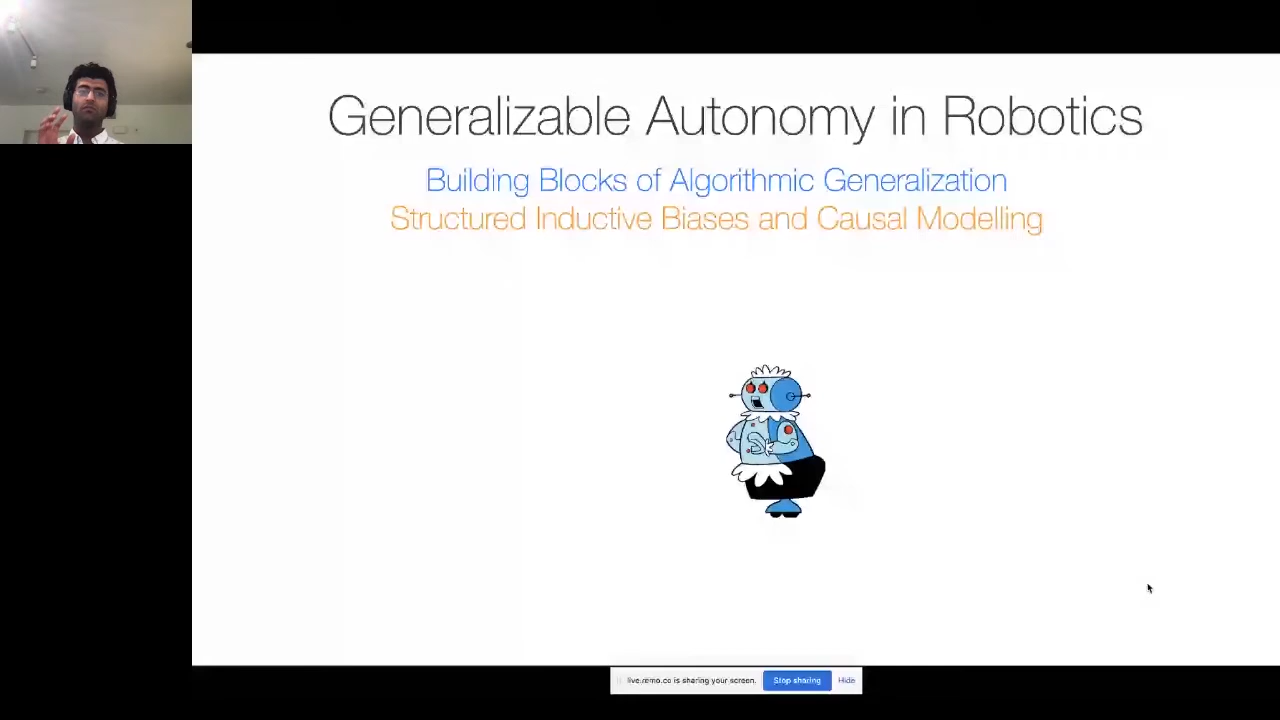 Generalizable Autonomy in Robotics
Building Blocks of Algorithmic Generalization
Structured Inductive Biases and Causal Modelling
live.remo.co is sharing your screen. Stop sharing Hide